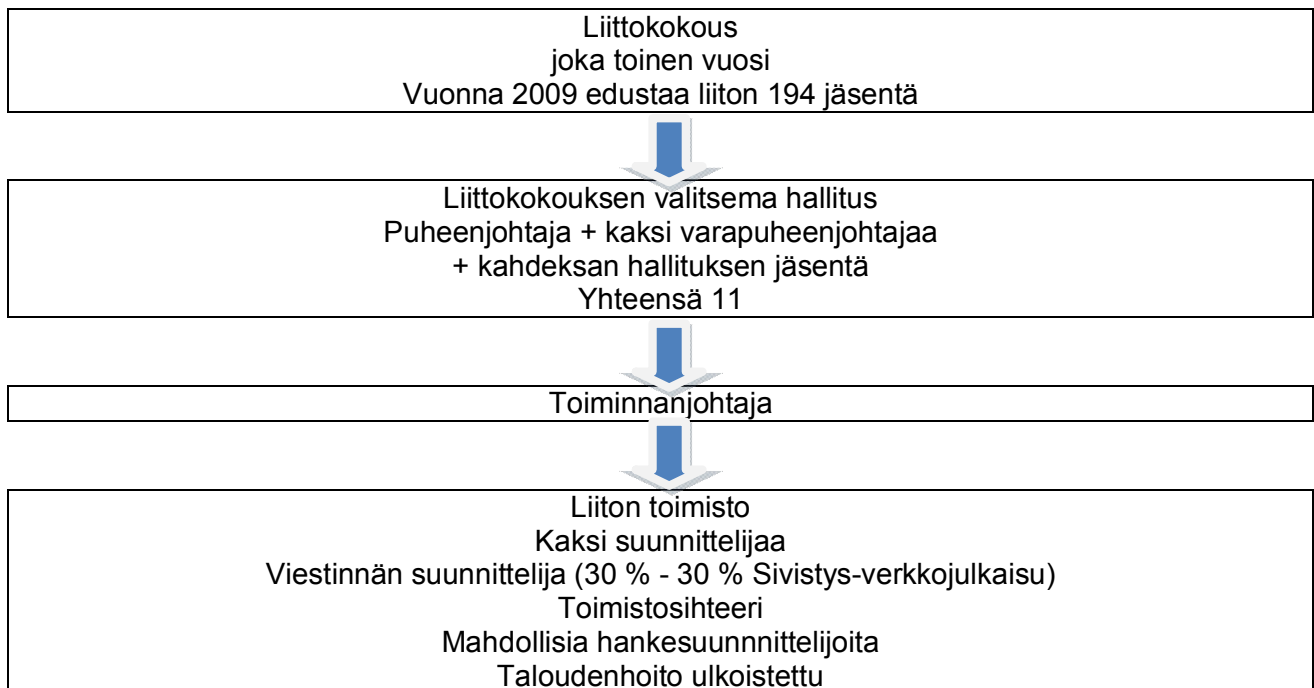 Liittokokous
joka toinen vuosi
Vuonna 2009 edustaa liiton 194 jäsentä
Liittokokouksen valitsema hallitus
Puheenjohtaja + kaksi varapuheenjohtajaa
+ kahdeksan hallituksen jäsentä
Yhteensä 11
Toiminnanjohtaja
Liiton toimisto
Kaksi suunnittelijaa
Viestinnän suunnittelija (30 % - 30 % Sivistys-verkkojulkaisu)
Toimistosihteeri
Mahdollisia hankesuunnnittelijoita
Taloudenhoito ulkoistettu